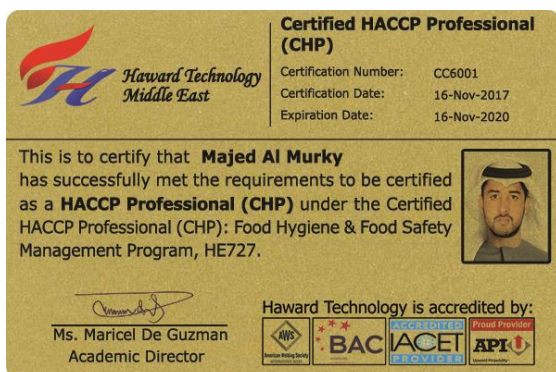 Haward Technology
Middle East
Certified HACCP Professional
(CHP)
Certification Number: CC6001
Certification Date: 16-Nov-2017
Expiration Date: 16-Nov-2020
This is to certify that Majed Al Murky
has successfully met the requirements to be certified
as a HACCP Professional (CHP) under the Certified
HACCP Professional (CHP): Food Hygiene & Food Safety
Management Program, HE727.
Ms. Maricel De Guzman
Academic Director
Haward Technology is accredited by:
AWS
American Welding Society
BAC
ACCREDITED
IACET
PROVIDER
Proud Provider
API